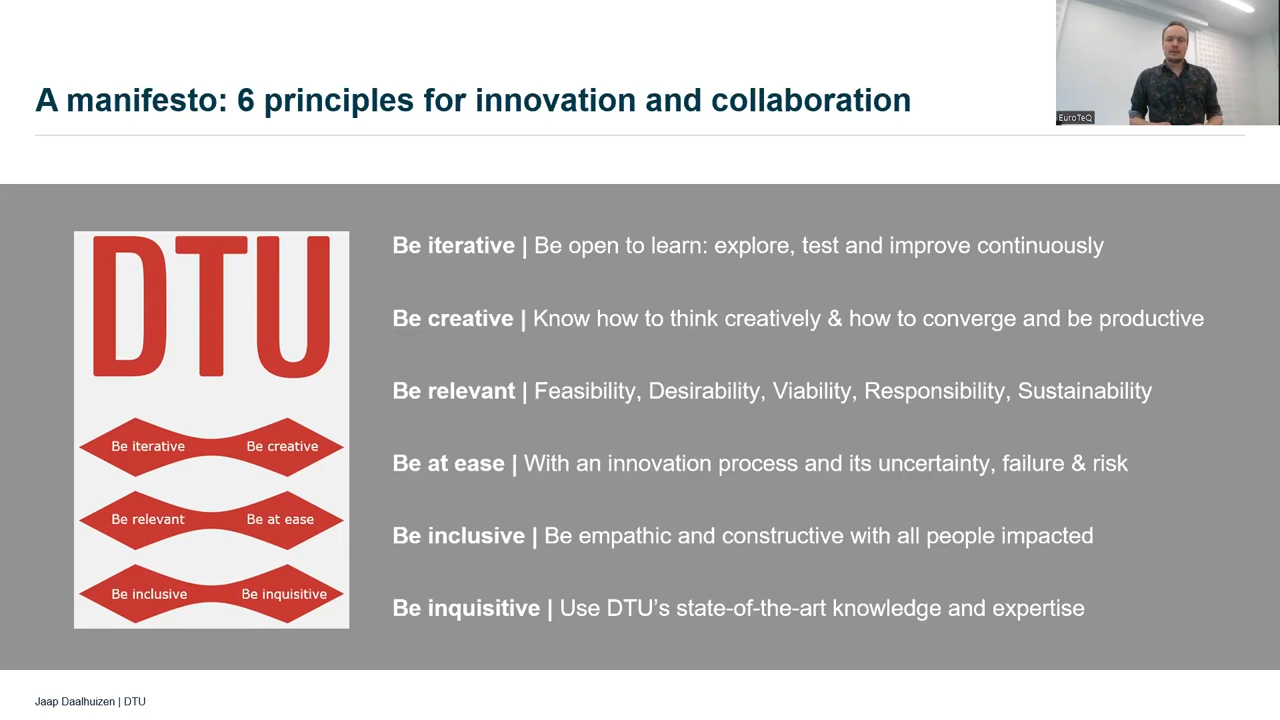 A manifesto: 6 principles for innovation and collaboration
EuroTeQ
DTU
Be iterative Be creative
Be relevant Be at ease
Be inclusive Be inquisitive
Be iterative | Be open to learn: explore, test and improve continuously
Be creative | Know how to think creatively & how to converge and be productive
Be relevant | Feasibility, Desirability, Viability, Responsibility, Sustainability
Be at ease | With an innovation process and its uncertainty, failure & risk
Be inclusive | Be empathic and constructive with all people impacted
Be inquisitive | Use DTU’s state-of-the-art knowledge and expertise
Jaap Daalhuizen | DTU